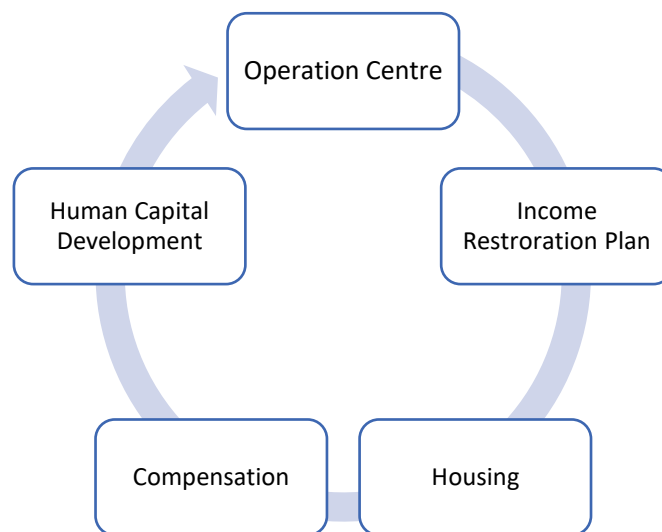 Operation Centre
Income
Restroration Plan
Housing
Compensation
Human Capital
Development